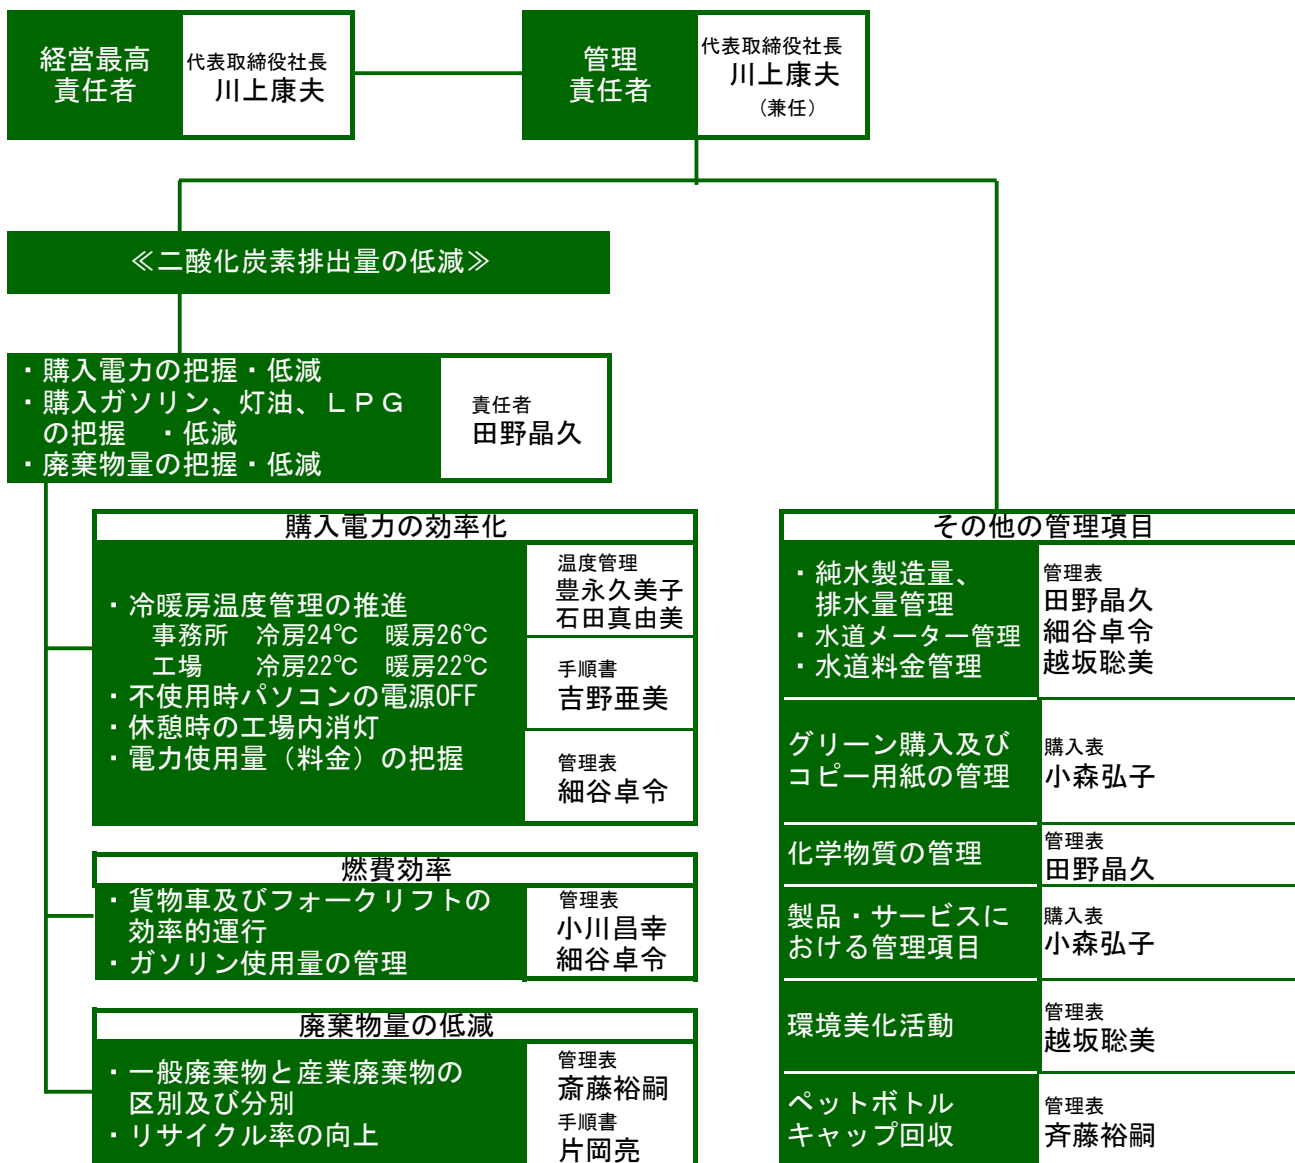 経営最高
責任者
代表取締役社長
川上康夫
管理
責任者
代表取締役社長
川上康夫
（兼任）
≪二酸化炭素排出量の低減≫
・購入電力の把握・低減
・購入ガソリン、灯油、ＬＰＧ
の把握　・低減
・廃棄物量の把握・低減
責任者
田野晶久
購入電力の効率化
・冷暖房温度管理の推進
事務所　冷房24℃　暖房26℃
工場　　冷房22℃　暖房22℃
・不使用時パソコンの電源OFF
・休憩時の工場内消灯
・電力使用量（料金）の把握
温度管理
豊永久美子
石田真由美
手順書
吉野亜美
管理表
細谷卓令
燃費効率
・貨物車及びフォークリフトの
効率的運行
・ガソリン使用量の管理
管理表
小川昌幸
細谷卓令
廃棄物量の低減
・一般廃棄物と産業廃棄物の
区別及び分別
・リサイクル率の向上
管理表
斎藤裕嗣
手順書
片岡亮
その他の管理項目
・純水製造量、
排水量管理
・水道メーター管理
・水道料金管理
管理表
田野晶久
細谷卓令
越坂聡美
グリーン購入及び
コピー用紙の管理
購入表
小森弘子
化学物質の管理
管理表
田野晶久
製品・サービスに
おける管理項目
購入表
小森弘子
環境美化活動
管理表
越坂聡美
ペットボトル
キャップ回収
管理表
斉藤裕嗣